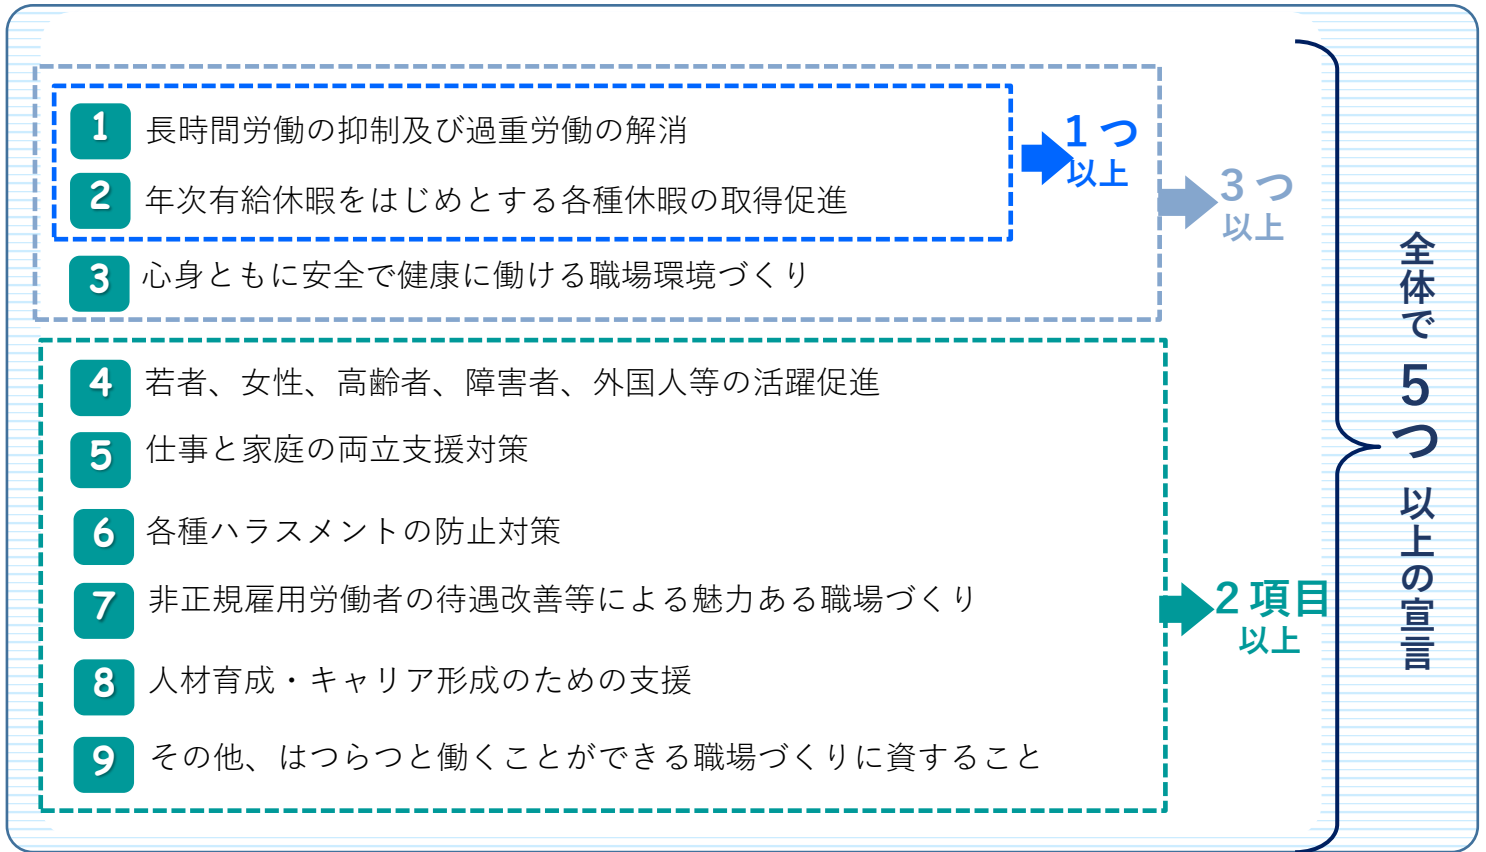 1 長時間労働の抑制及び過重労働の解消
2 年次有給休暇をはじめとする各種休暇の取得促進
1つ
以上
3 心身ともに安全で健康に働ける職場環境づくり
3つ
以上
4 若者、女性、高齢者、障害者、外国人等の活躍促進
5 仕事と家庭の両立支援対策
6 各種ハラスメントの防止対策
7 非正規雇用労働者の待遇改善等による魅力ある職場づくり
8 人材育成・キャリア形成のための支援
9 その他、はつらつと働くことができる職場づくりに資すること
2項目
以上
全体で5つ以上の宣言